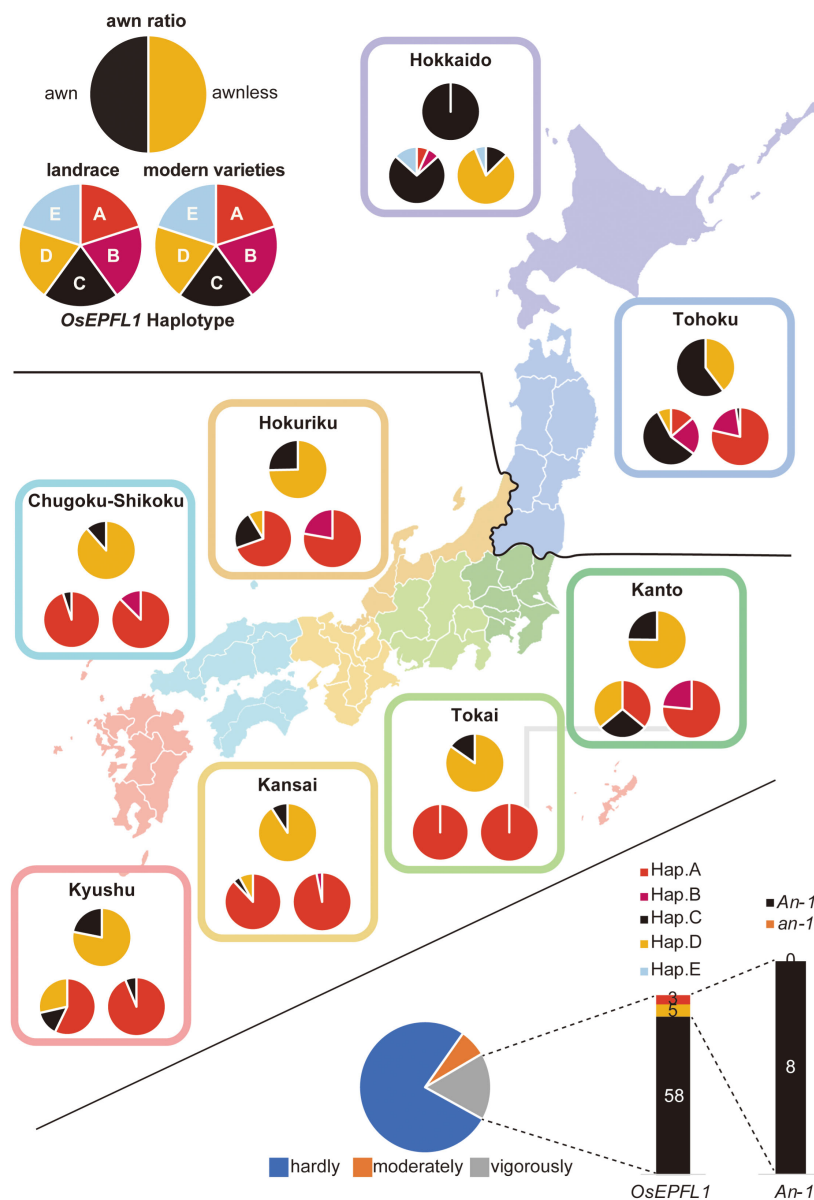 awn ratio
awn
awnless
landrace
modern varieties
E
A
D
B
C
E
A
D
B
C
OsEPFL1 Haplotype
Hokkaido
Tohoku
Hokuriku
Chugoku-Shikoku
Kanto
Tokai
Kansai
Kyushu
Hap.A
Hap.B
Hap.C
Hap.D
Hap.E
An-1
an-1
0
3
5
58
8
hardly
moderately
vigorously
OsEPFL1
An-1